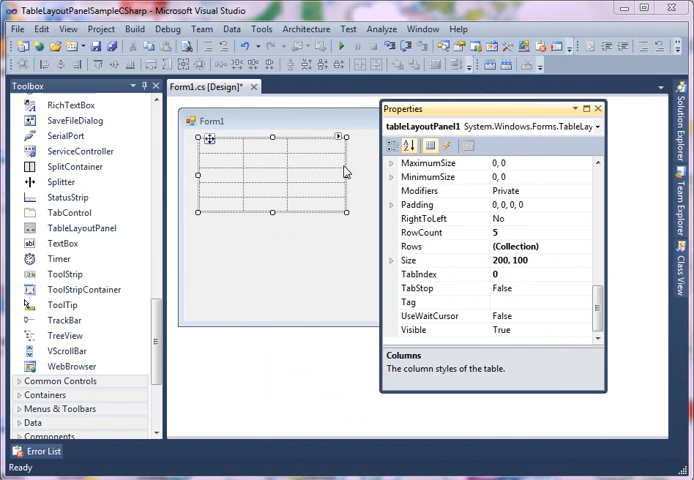 TableLayoutPanelSampleCSharp - Microsoft Visual Studio
File Edit View Project Build Debug Team Data Tools Architecture Test Analyze Window Help
Toolbox
RichTextBox
SaveFileDialog
SerialPort
ServiceController
SplitContainer
Splitter
StatusStrip
TabControl
TableLayoutPanel
TextBox
Timer
ToolStrip
ToolStripContainer
ToolTip
TrackBar
TreeView
VScrollBar
WebBrowser
Common Controls
Containers
Menus & Toolbars
Data
Components
Form1.cs [Design]*
Form1
Properties
tableLayoutPanel1 System.Windows.Forms.TableLay
MaximumSize 0, 0
MinimumSize 0, 0
Modifiers Private
Padding 0, 0, 0, 0
RightToLeft No
RowCount 5
Rows (Collection)
Size 200, 100
TabIndex 0
TabStop False
Tag
UseWaitCursor False
Visible True
Columns
The column styles of the table.
Solution Explorer
Team Explorer
Class View
Error List
Ready